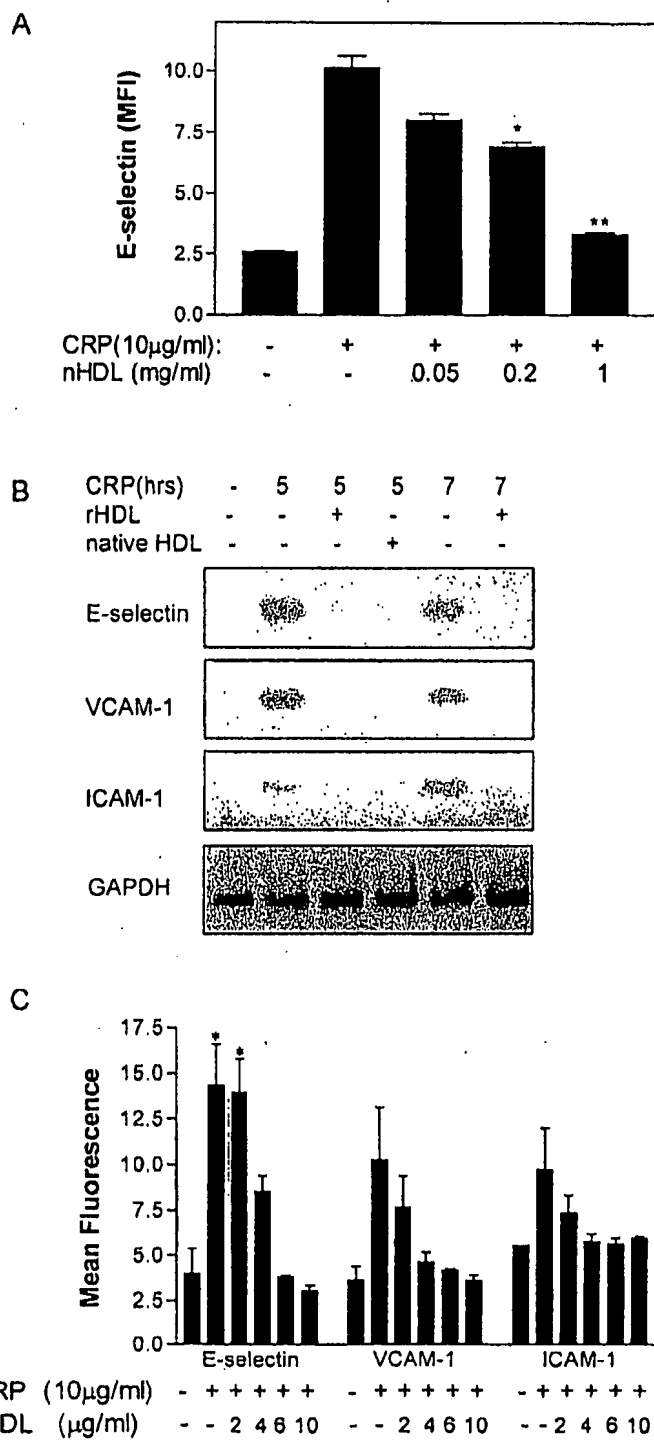 A
E-selectin (MFI)
10.0
7.5
5.0
2.5
0.0
*
**
CRP(10µg/ml): - + + + +
nHDL (mg/ml) - - 0.05 0.2 1
B
CRP(hrs) - 5 5 5 7 7
rHDL - - + - - +
native HDL - - - + - -
E-selectin
VCAM-1
ICAM-1
GAPDH
C
Mean Fluorescence
17.5
15.0
12.5
10.0
7.5
5.0
2.5
0.0
* *
E-selectin VCAM-1 ICAM-1
RP (10µg/ml) - + + + + + - + + + + + - + + + + +
DL (µg/ml) - - 2 4 6 10 - - 2 4 6 10 - - 2 4 6 10